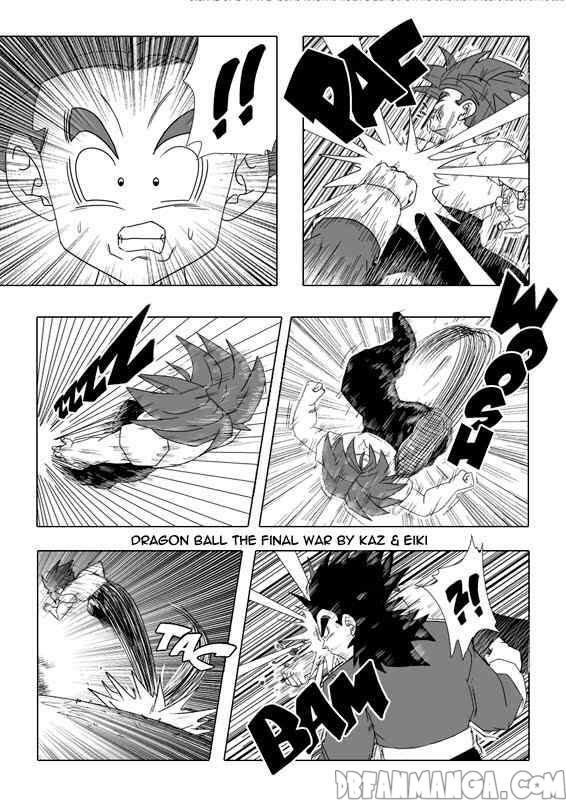 !!
PAF
ZZZZ
WOOSH
DRAGON BALL THE FINAL WAR BY KAZ & EIKI
TAC
?!
BAM
DBFANMANGA.COM